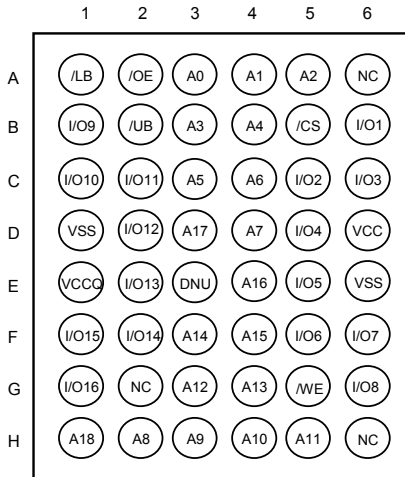 1 2 3 4 5 6
A /LB /OE A0 A1 A2 NC
B I/O9 /UB A3 A4 /CS I/O1
C I/O10 I/O11 A5 A6 I/O2 I/O3
D VSS I/O12 A17 A7 I/O4 VCC
E VCCQ I/O13 DNU A16 I/O5 VSS
F I/O15 I/O14 A14 A15 I/O6 I/O7
G I/O16 NC A12 A13 /WE I/O8
H A18 A8 A9 A10 A11 NC